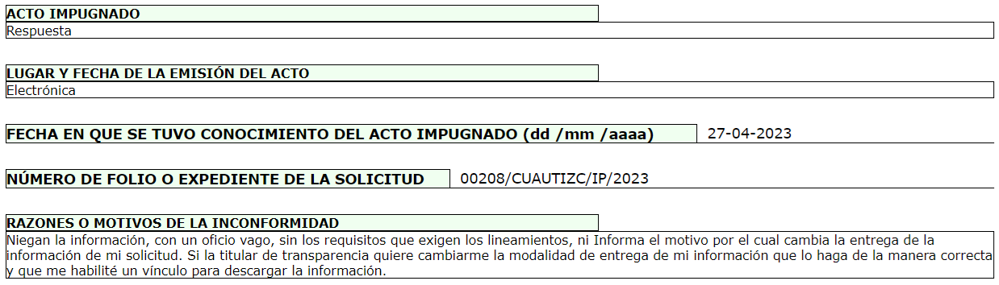 ACTO IMPUGNADO
Respuesta
LUGAR Y FECHA DE LA EMISIÓN DEL ACTO
Electrónica
FECHA EN QUE SE TUVO CONOCIMIENTO DEL ACTO IMPUGNADO (dd /mm /aaaa) 27-04-2023
NÚMERO DE FOLIO O EXPEDIENTE DE LA SOLICITUD 00208/CUAUTIZC/IP/2023
RAZONES O MOTIVOS DE LA INCONFORMIDAD
Niegan la información, con un oficio vago, sin los requisitos que exigen los lineamientos, ni Informa el motivo por el cual cambia la entrega de la
información de mi solicitud. Si la titular de transparencia quiere cambiarme la modalidad de entrega de mi información que lo haga de la manera correcta
y que me habilité un vínculo para descargar la información.